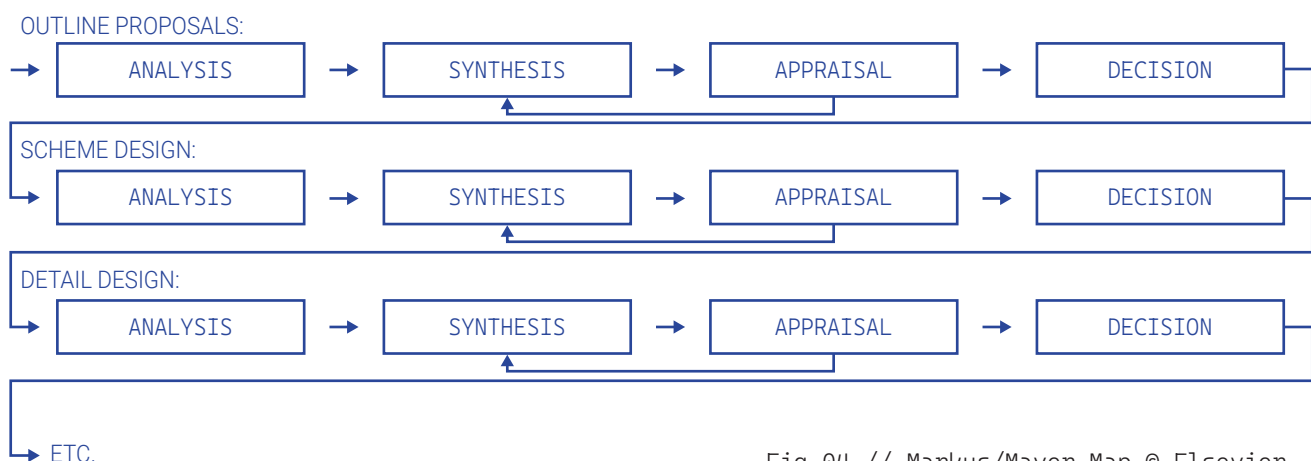 OUTLINE PROPOSALS:
ANALYSIS SYNTHESIS APPRAISAL DECISION
SCHEME DESIGN:
ANALYSIS SYNTHESIS APPRAISAL DECISION
DETAIL DESIGN:
ANALYSIS SYNTHESIS APPRAISAL DECISION
ETC.
Fig 04 // Markus/Maver Map @ Elsevier